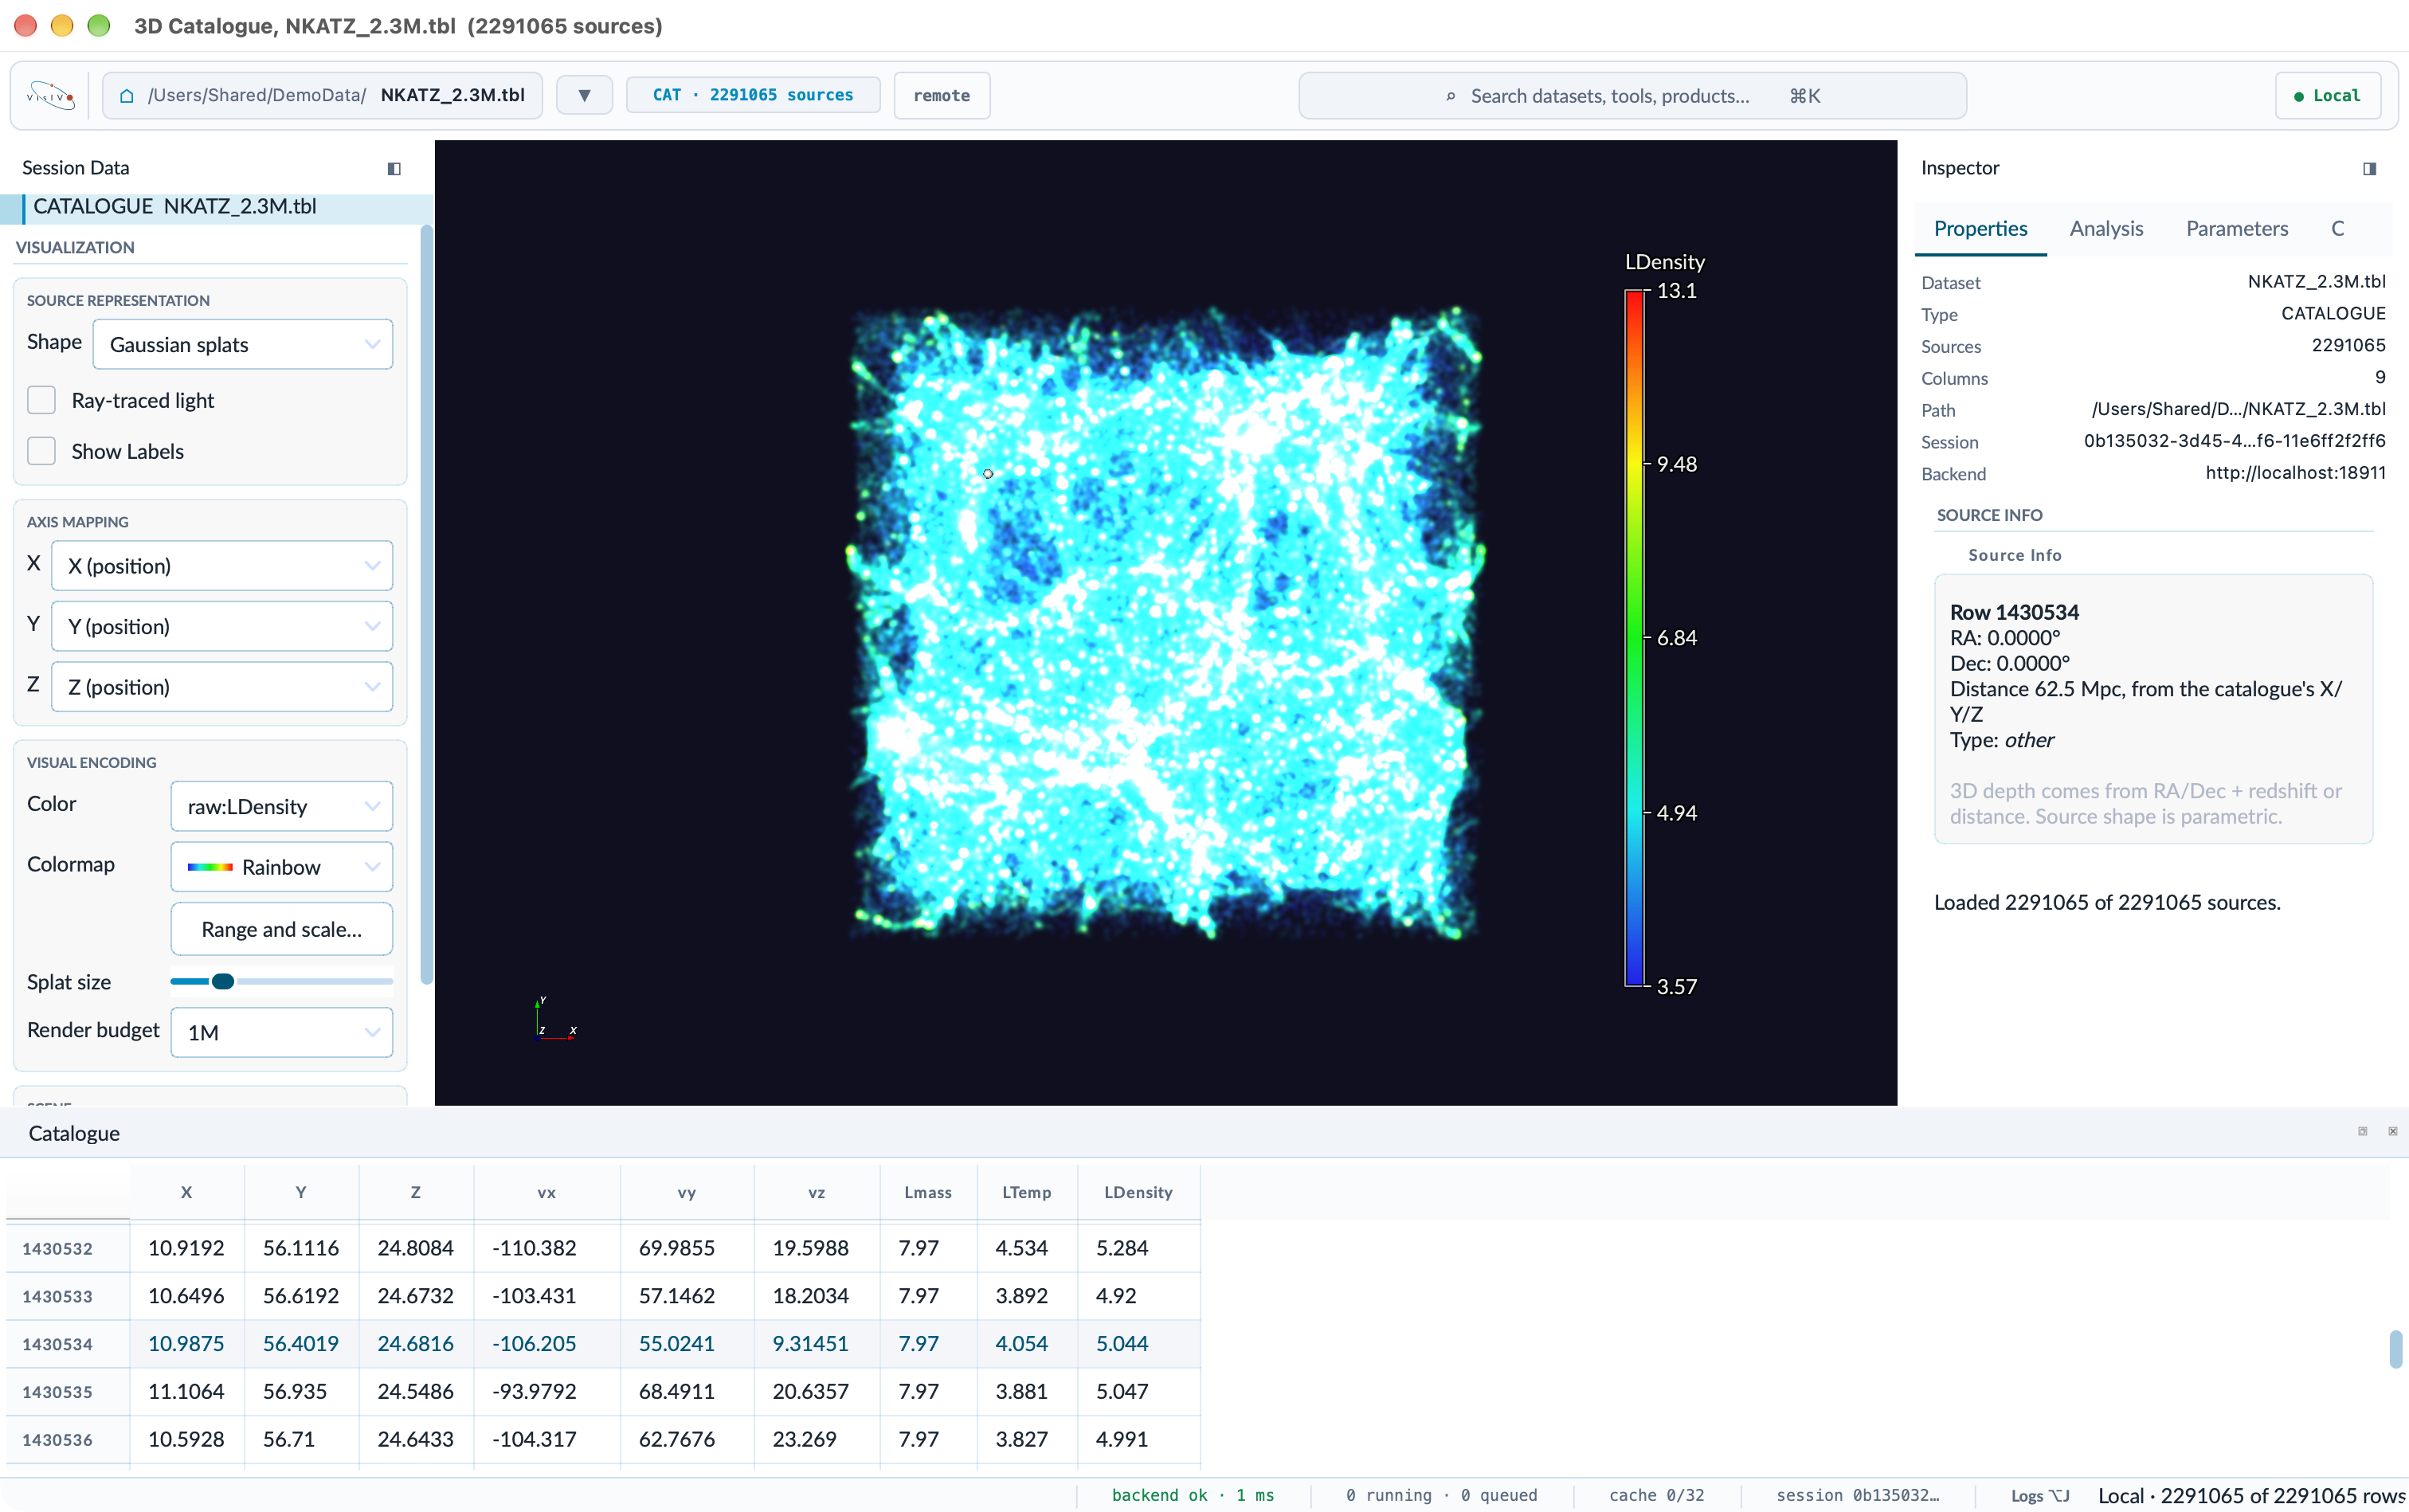 3D Catalogue, NKATZ_2.3M.tbl (2291065 sources)
VisIVO
/Users/Shared/DemoData/ NKATZ_2.3M.tbl
CAT · 2291065 sources
remote
Search datasets, tools, products... ⌘K
Local
Session Data
CATALOGUE NKATZ_2.3M.tbl
VISUALIZATION
SOURCE REPRESENTATION
Shape Gaussian splats
Ray-traced light
Show Labels
AXIS MAPPING
X X (position)
Y Y (position)
Z Z (position)
VISUAL ENCODING
Color raw:LDensity
Colormap Rainbow
Range and scale...
Splat size
Render budget 1M
LDensity
13.1
9.48
6.84
4.94
3.57
Y
Z X
Inspector
Properties Analysis Parameters C
Dataset NKATZ_2.3M.tbl
Type CATALOGUE
Sources 2291065
Columns 9
Path /Users/Shared/D.../NKATZ_2.3M.tbl
Session 0b135032-3d45-4...f6-11e6ff2f2ff6
Backend http://localhost:18911
SOURCE INFO
Source Info
Row 1430534
RA: 0.0000°
Dec: 0.0000°
Distance 62.5 Mpc, from the catalogue's X/
Y/Z
Type: other
3D depth comes from RA/Dec + redshift or
distance. Source shape is parametric.
Loaded 2291065 of 2291065 sources.
Catalogue
X Y Z vx vy vz Lmass LTemp LDensity
1430532 10.9192 56.1116 24.8084 -110.382 69.9855 19.5988 7.97 4.534 5.284
1430533 10.6496 56.6192 24.6732 -103.431 57.1462 18.2034 7.97 3.892 4.92
1430534 10.9875 56.4019 24.6816 -106.205 55.0241 9.31451 7.97 4.054 5.044
1430535 11.1064 56.935 24.5486 -93.9792 68.4911 20.6357 7.97 3.881 5.047
1430536 10.5928 56.71 24.6433 -104.317 62.7676 23.269 7.97 3.827 4.991
backend ok · 1 ms 0 running · 0 queued cache 0/32 session 0b135032… Logs ⌥J Local · 2291065 of 2291065 rows